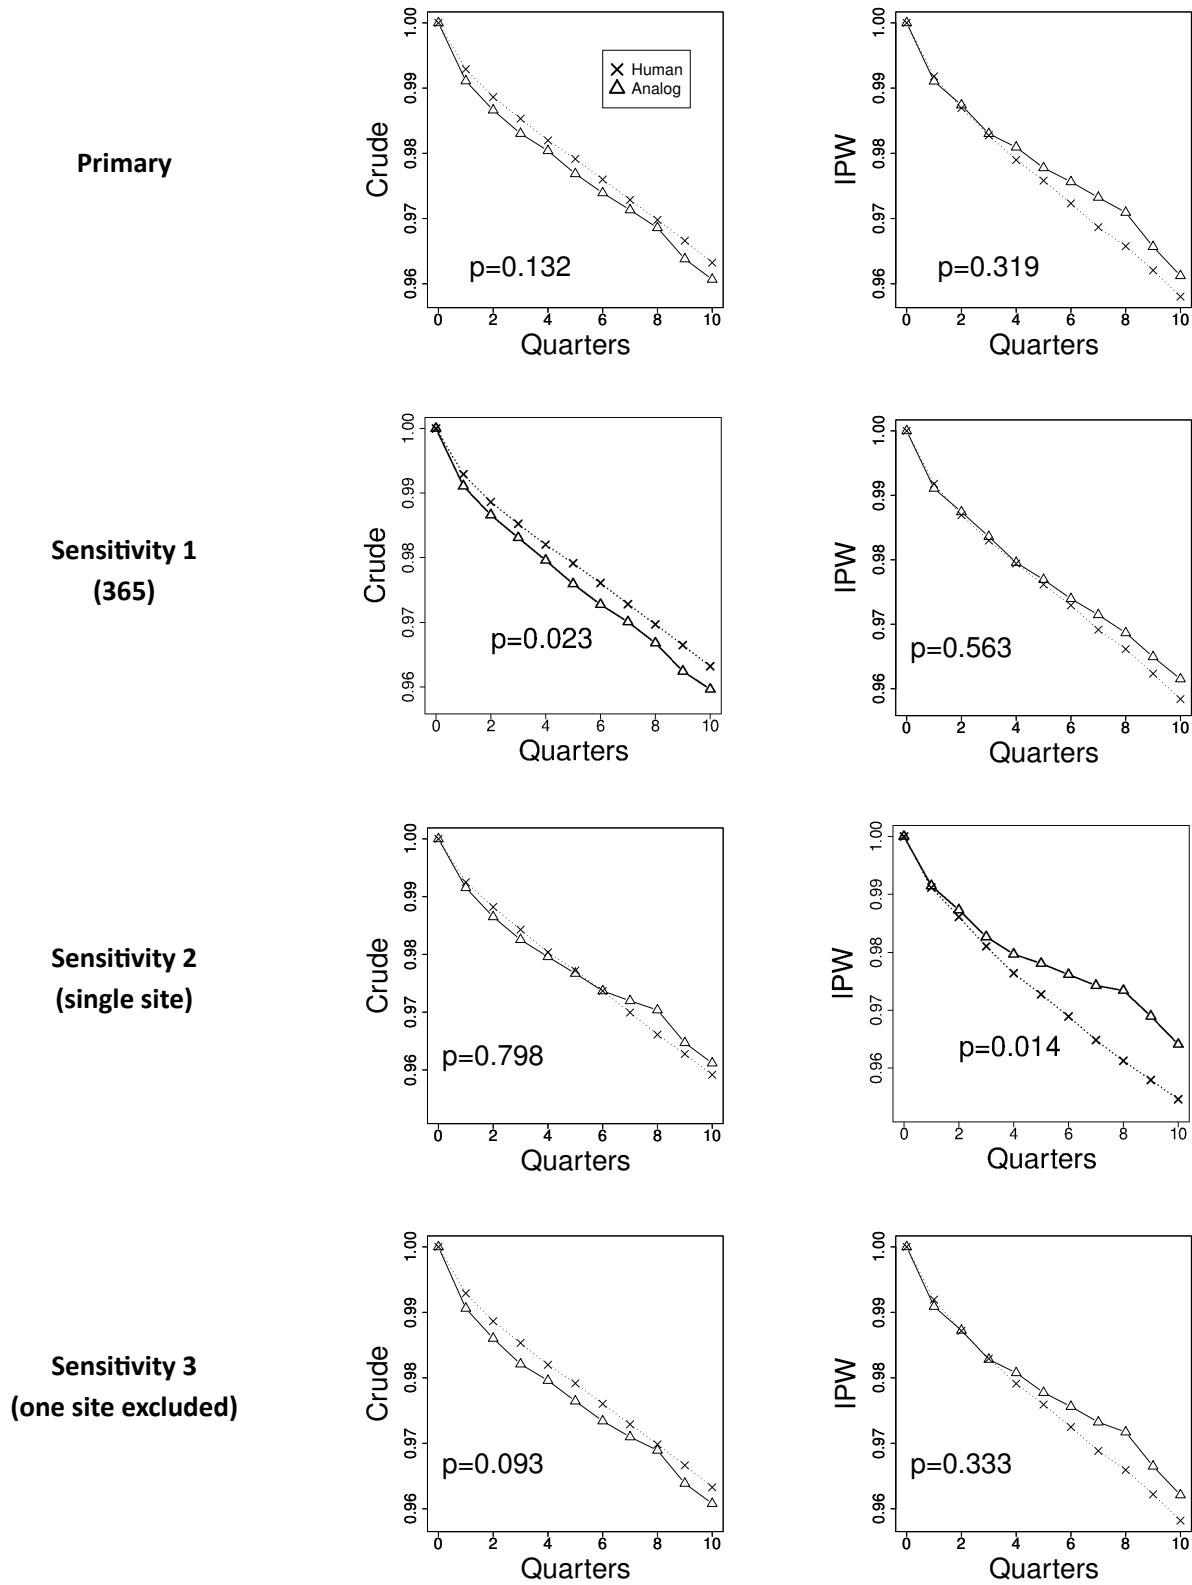 Primary
Crude
1.00
0.99
0.98
0.97
0.96
Human
Analog
p=0.132
0 2 4 6 8 10
Quarters
IPW
1.00
0.99
0.98
0.97
0.96
p=0.319
0 2 4 6 8 10
Quarters
Sensitivity 1
(365)
Crude
1.00
0.99
0.98
0.97
0.96
p=0.023
0 2 4 6 8 10
Quarters
IPW
1.00
0.99
0.98
0.97
0.96
p=0.563
0 2 4 6 8 10
Quarters
Sensitivity 2
(single site)
Crude
1.00
0.99
0.98
0.97
0.96
p=0.798
0 2 4 6 8 10
Quarters
IPW
1.00
0.99
0.98
0.97
0.96
p=0.014
0 2 4 6 8 10
Quarters
Sensitivity 3
(one site excluded)
Crude
1.00
0.99
0.98
0.97
0.96
p=0.093
0 2 4 6 8 10
Quarters
IPW
1.00
0.99
0.98
0.97
0.96
p=0.333
0 2 4 6 8 10
Quarters